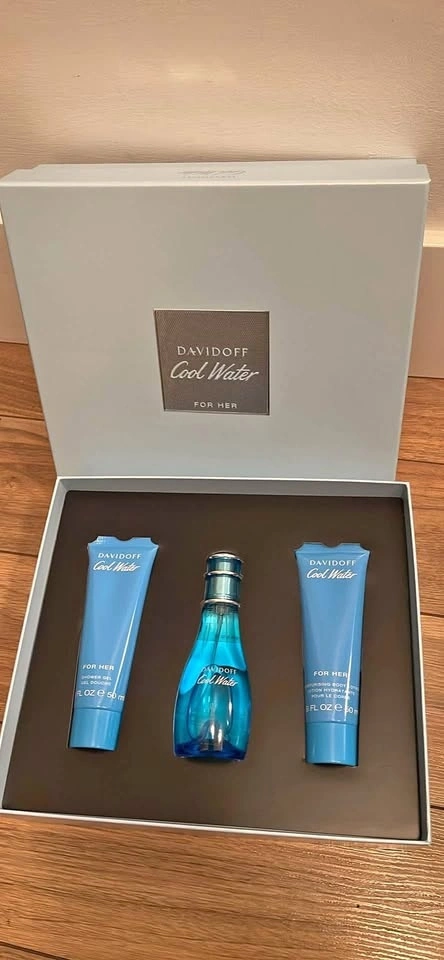 DAVIDOFF
Cool Water
FOR HER
DAVIDOFF
Cool Water
FOR HER
SHOWER GEL
GEL DOUCHE
FL OZ ℮ 50 m
DAVIDOFF
Cool Water
DAVIDOFF
Cool Water
FOR HER
BODY
LOTION HYDRATANTE
POUR LE CORPS
FL OZ ℮ 50 m